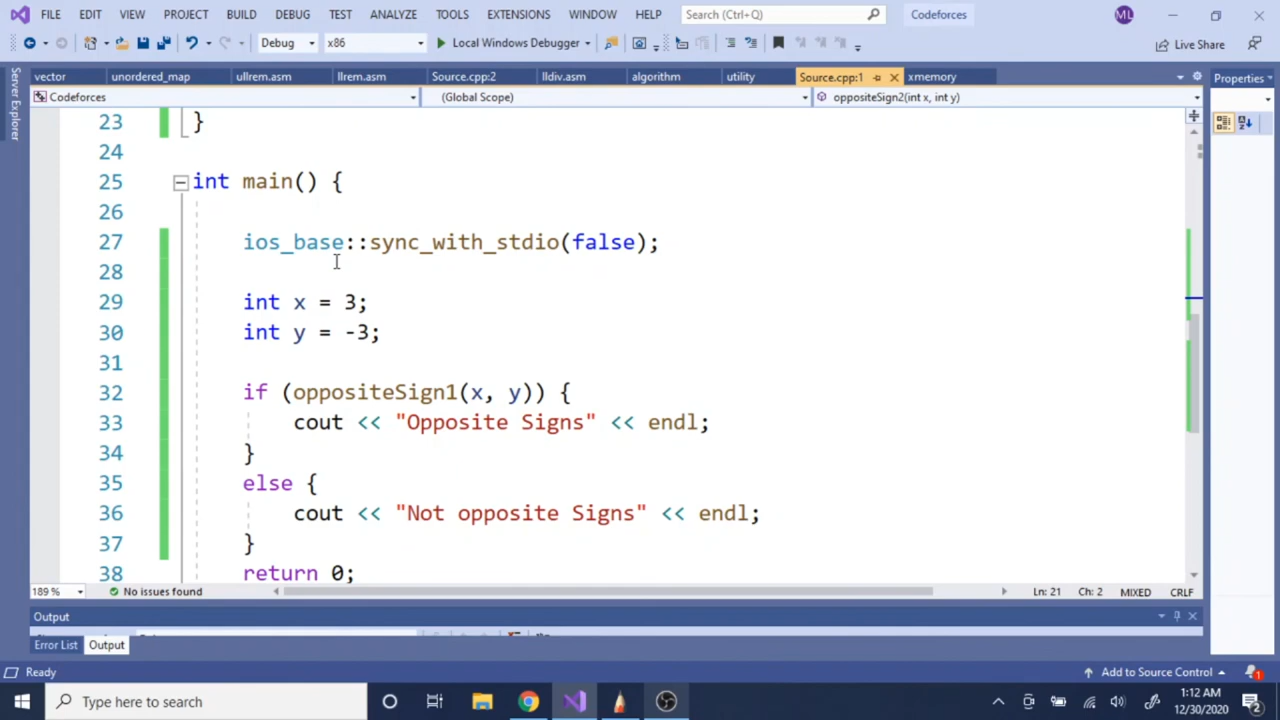 FILE EDIT VIEW PROJECT BUILD DEBUG TEST ANALYZE TOOLS EXTENSIONS WINDOW HELP Search (Ctrl+Q) Codeforces ML
Debug x86 Local Windows Debugger Live Share
vector unordered_map ullrem.asm llrem.asm Source.cpp:2 lldiv.asm algorithm utility Source.cpp:1 xmemory
Server Explorer
Properties
Codeforces (Global Scope) oppositeSign2(int x, int y)
23 }
24
25 int main() {
26
27 ios_base::sync_with_stdio(false);
28
29 int x = 3;
30 int y = -3;
31
32 if (oppositeSign1(x, y)) {
33 cout << "Opposite Signs" << endl;
34 }
35 else {
36 cout << "Not opposite Signs" << endl;
37 }
38 return 0;
189 % No issues found Ln: 21 Ch: 2 MIXED CRLF
Output
Error List Output
Ready Add to Source Control 1
Type here to search 1:12 AM
12/30/2020 2